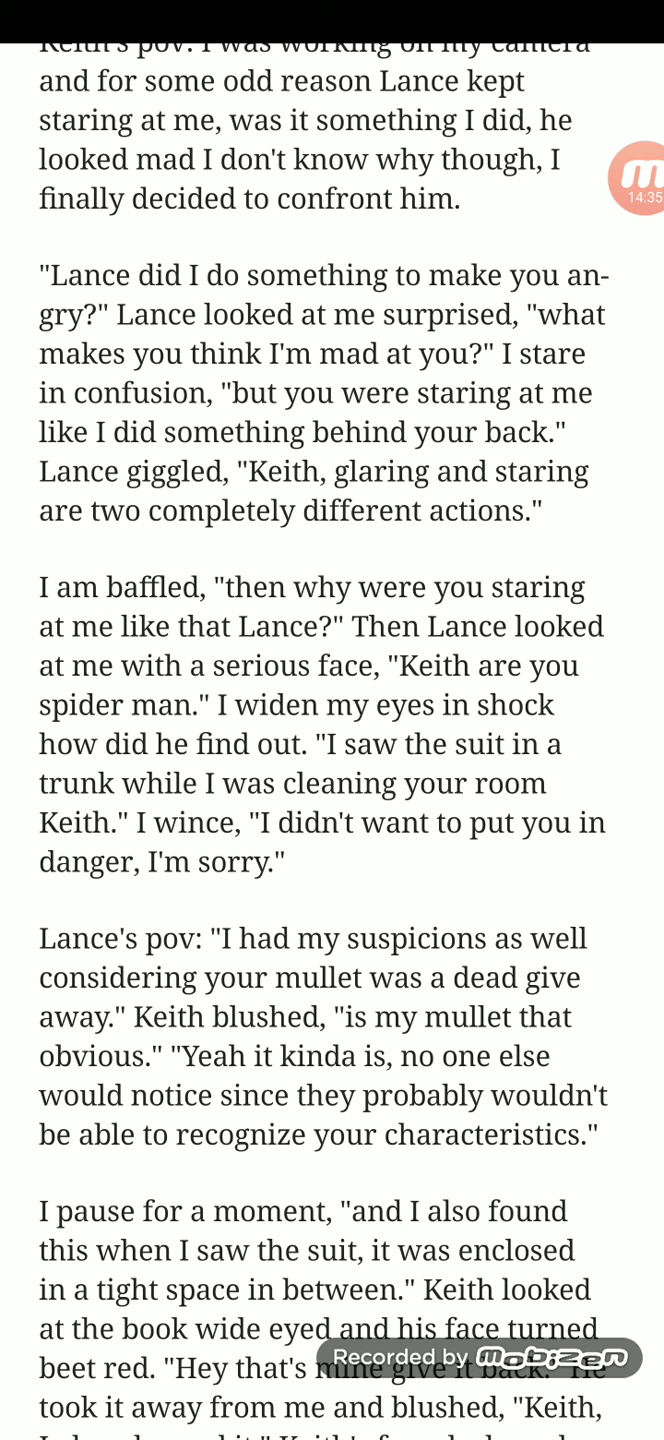 Keith's pov: I was working on my camera
and for some odd reason Lance kept
staring at me, was it something I did, he
looked mad I don't know why though, I
14:35
finally decided to confront him.
"Lance did I do something to make you an-
gry?" Lance looked at me surprised, "what
makes you think I'm mad at you?" I stare
in confusion, "but you were staring at me
like I did something behind your back."
Lance giggled, "Keith, glaring and staring
are two completely different actions."
I am baffled, "then why were you staring
at me like that Lance?" Then Lance looked
at me with a serious face, "Keith are you
spider man." I widen my eyes in shock
how did he find out. "I saw the suit in a
trunk while I was cleaning your room
Keith." I wince, "I didn't want to put you in
danger, I'm sorry."
Lance's pov: "I had my suspicions as well
considering your mullet was a dead give
away." Keith blushed, "is my mullet that
obvious." "Yeah it kinda is, no one else
would notice since they probably wouldn't
be able to recognize your characteristics."
I pause for a moment, "and I also found
this when I saw the suit, it was enclosed
in a tight space in between." Keith looked
at the book wide eyed and his face turned
Recorded by mobizen
beet red. "Hey that's mine give it back." He
took it away from me and blushed, "Keith,